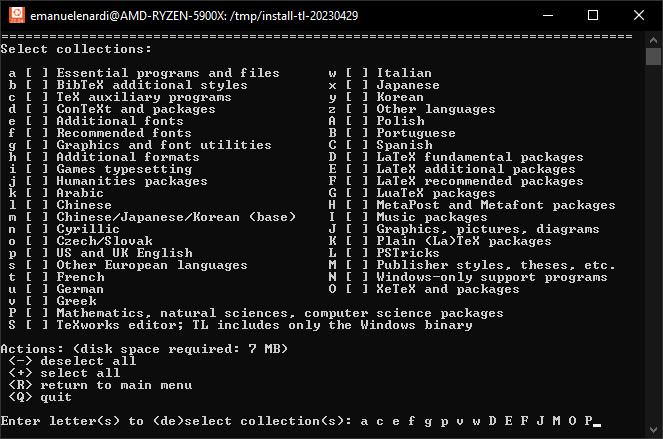 emanuelenardi@AMD-RYZEN-5900X: /tmp/install-tl-20230429
===============================================================================
Select collections:
a [ ] Essential programs and files w [ ] Italian
b [ ] BibTeX additional styles x [ ] Japanese
c [ ] TeX auxiliary programs y [ ] Korean
d [ ] ConTeXt and packages z [ ] Other languages
e [ ] Additional fonts A [ ] Polish
f [ ] Recommended fonts B [ ] Portuguese
g [ ] Graphics and font utilities C [ ] Spanish
h [ ] Additional formats D [ ] LaTeX fundamental packages
i [ ] Games typesetting E [ ] LaTeX additional packages
j [ ] Humanities packages F [ ] LaTeX recommended packages
k [ ] Arabic G [ ] LuaTeX packages
l [ ] Chinese H [ ] MetaPost and Metafont packages
m [ ] Chinese/Japanese/Korean (base) I [ ] Music packages
n [ ] Cyrillic J [ ] Graphics, pictures, diagrams
o [ ] Czech/Slovak K [ ] Plain (La)TeX packages
p [ ] US and UK English L [ ] PSTricks
s [ ] Other European languages M [ ] Publisher styles, theses, etc.
t [ ] French N [ ] Windows-only support programs
u [ ] German O [ ] XeTeX and packages
v [ ] Greek
P [ ] Mathematics, natural sciences, computer science packages
S [ ] TeXworks editor; TL includes only the Windows binary
Actions: (disk space required: 7 MB)
<-> deselect all
<+> select all
<R> return to main menu
<Q> quit
Enter letter(s) to (de)select collection(s): a c e f g p v w D E F J M O P